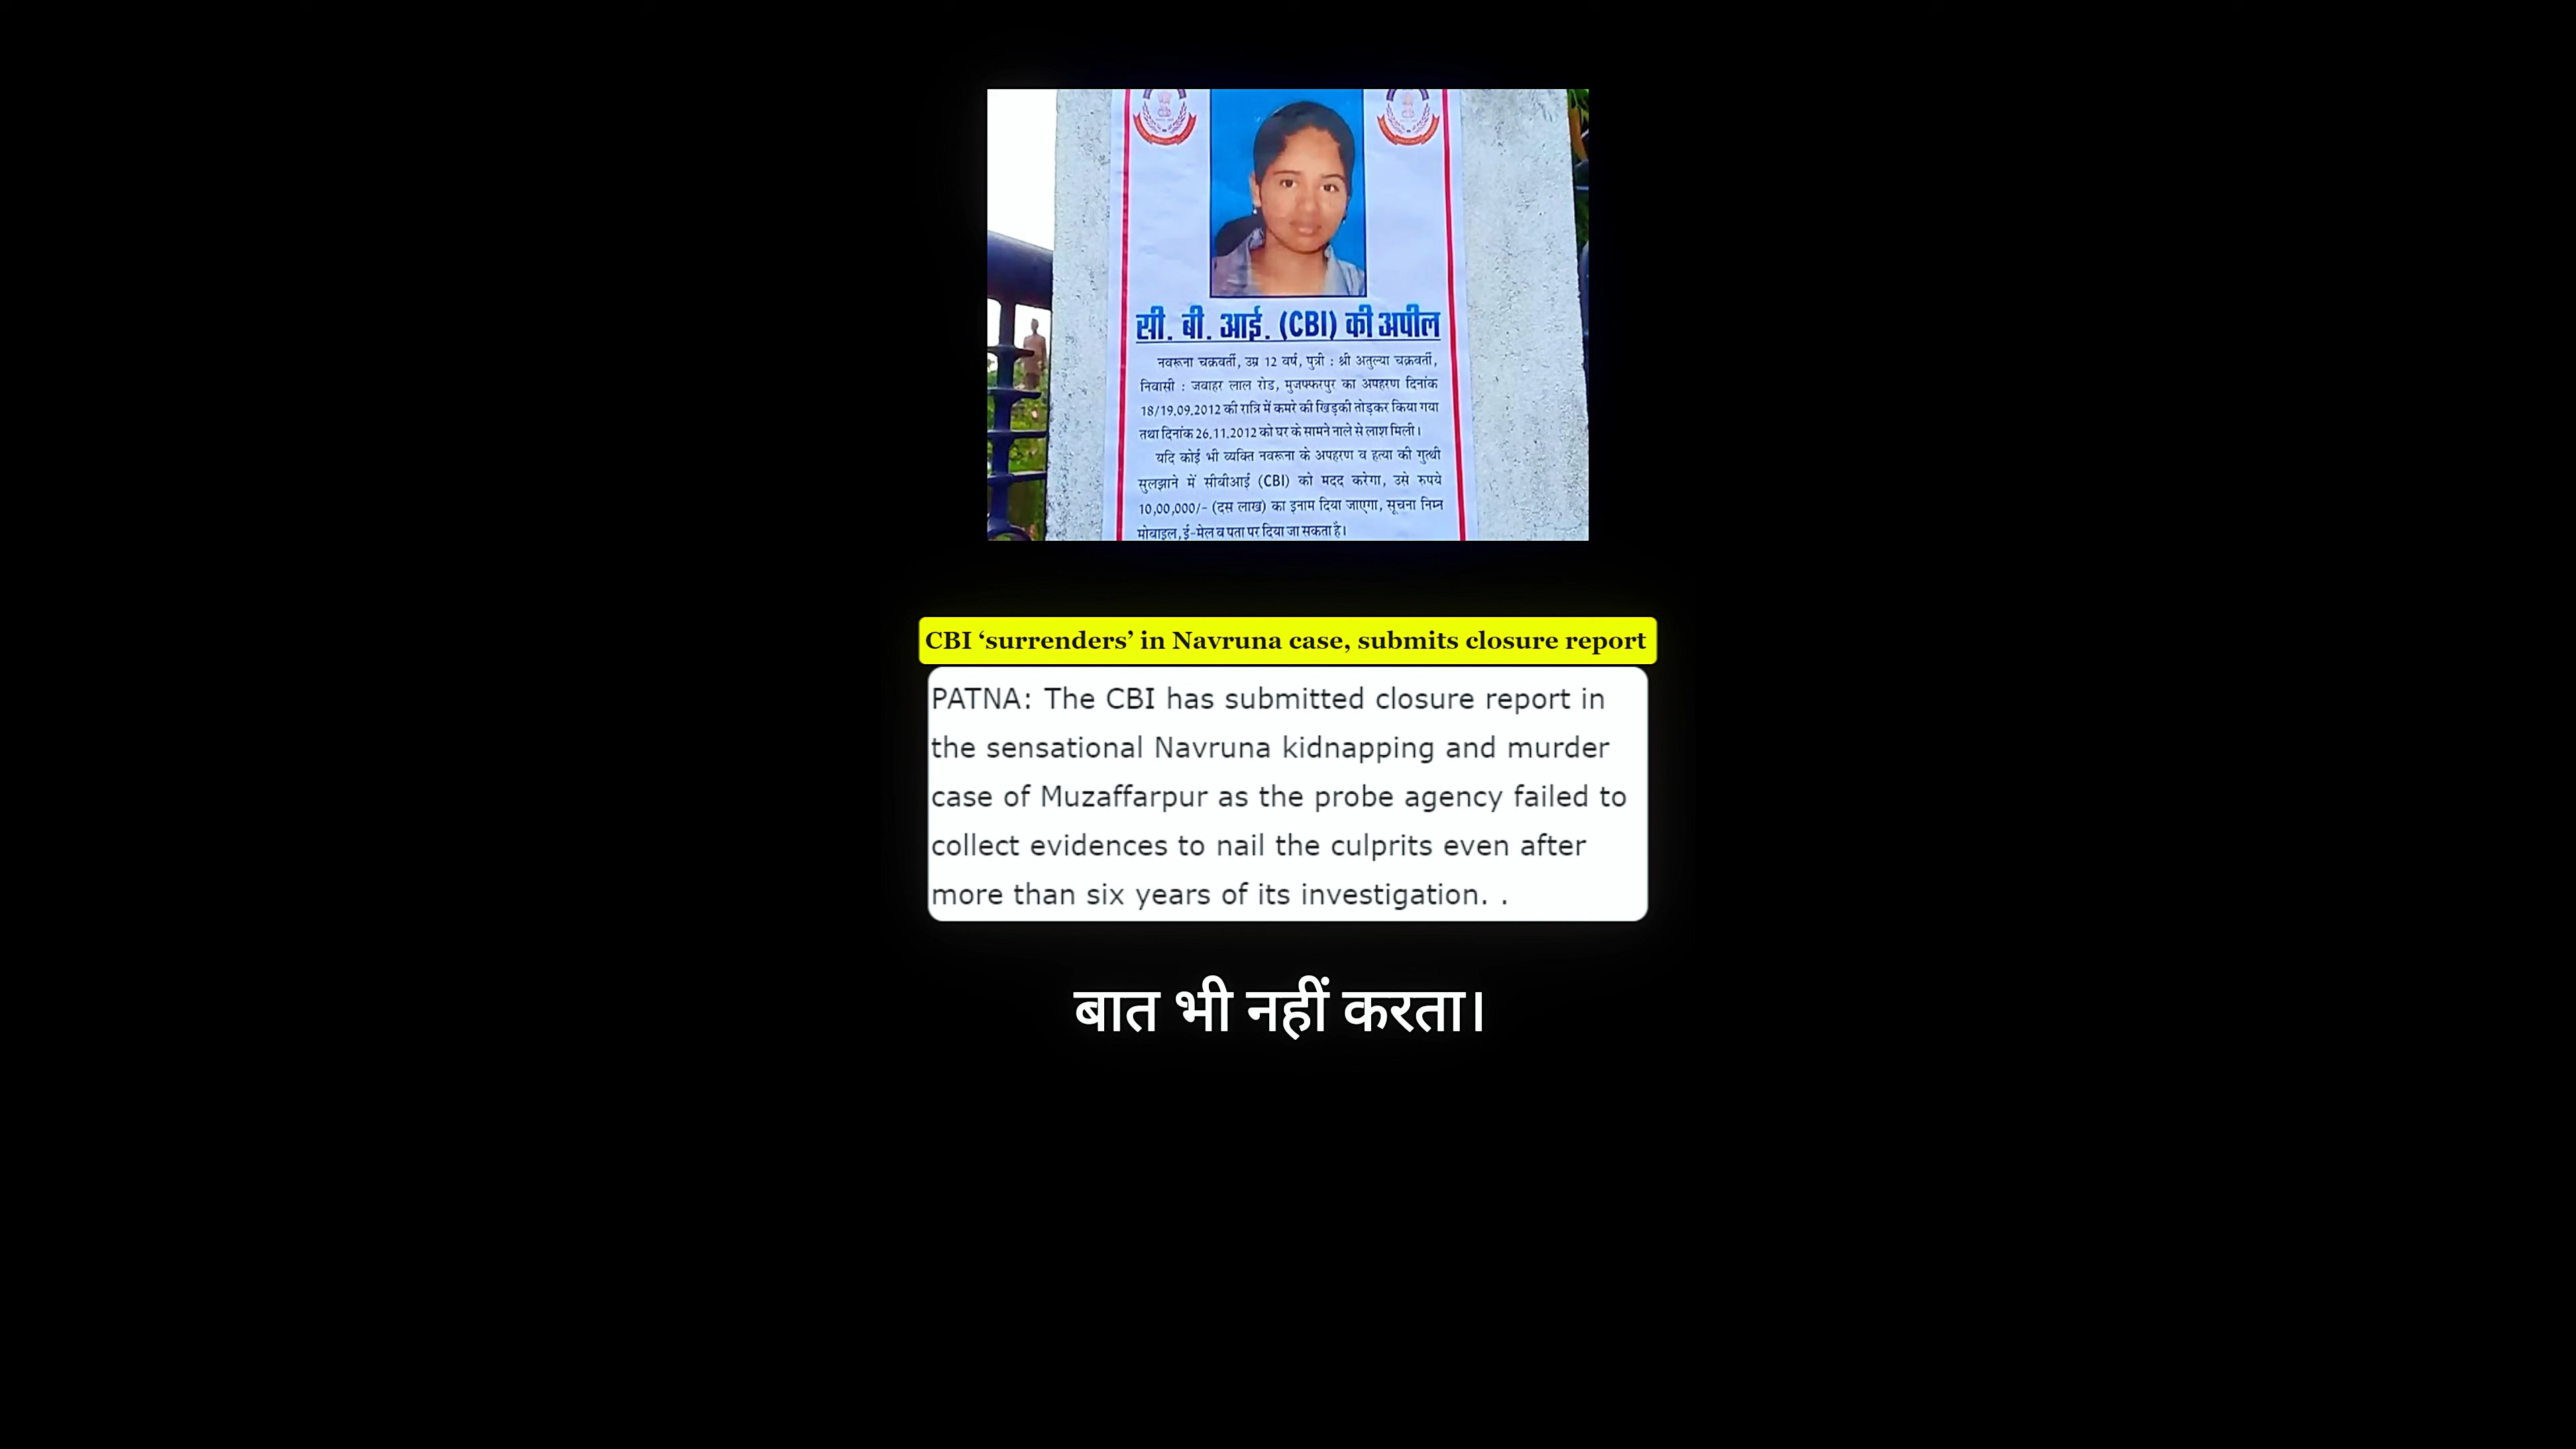 सी. बी. आई. (CBI) की अपील
नवरूना चक्रवर्ती, उम्र 12 वर्ष, पुत्री : श्री अतुल्या चक्रवर्ती,
निवासी : जवाहर लाल रोड, मुजफ्फरपुर का अपहरण दिनांक
18/19.09.2012 की रात्रि में कमरे की खिड़की तोड़कर किया गया
तथा दिनांक 26.11.2012 को घर के सामने नाले से लाश मिली।
यदि कोई भी व्यक्ति नवरूना के अपहरण व हत्या की गुत्थी
सुलझाने में सीबीआई (CBI) को मदद करेगा, उसे रुपये
10,00,000/- (दस लाख) का इनाम दिया जाएगा, सूचना निम्न
मोबाइल, ई-मेल व पता पर दिया जा सकता है।
CBI ‘surrenders’ in Navruna case, submits closure report
PATNA: The CBI has submitted closure report in
the sensational Navruna kidnapping and murder
case of Muzaffarpur as the probe agency failed to
collect evidences to nail the culprits even after
more than six years of its investigation. .
बात भी नहीं करता।